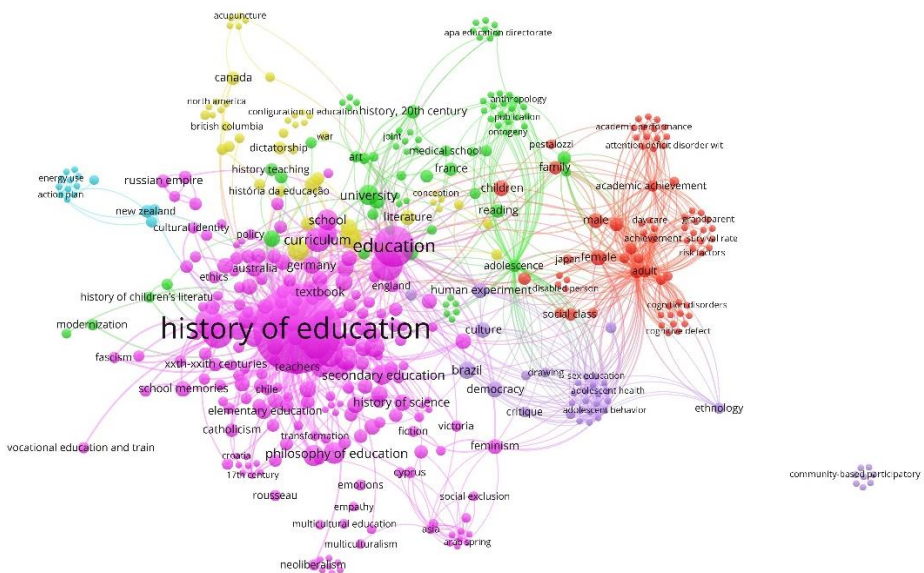 acupuncture
apa education directorate
canada
north america
anthropology
configuration of education
history, 20th century
publication
british columbia
ontogeny
academic performance
war
joint
dictatorship
pestalozzi
attention deficit disorder wit
medical school
art
history teaching
france
family
energy use
russian empire
conception
children
academic achievement
action plan
história da educação
university
new zealand
school
literature
reading
male
day care
grandparent
cultural identity
policy
curriculum
education
achievement
survival rate
female
risk factors
australia
germany
adolescence
japan
adult
ethics
england
human experiment
disabled person
cognition disorders
history of children's literatu
textbook
social class
modernization
history of education
culture
cognitive defect
fascism
xxth-xxith centuries
teachers
secondary education
brazil
drawing
sex education
school memories
chile
democracy
adolescent health
elementary education
history of science
critique
adolescent behavior
ethnology
catholicism
transformation
fiction
victoria
vocational education and train
croatia
philosophy of education
feminism
17th century
cyprus
community-based participatory
rousseau
emotions
social exclusion
empathy
multicultural education
asia
multiculturalism
arab spring
neoliberalism